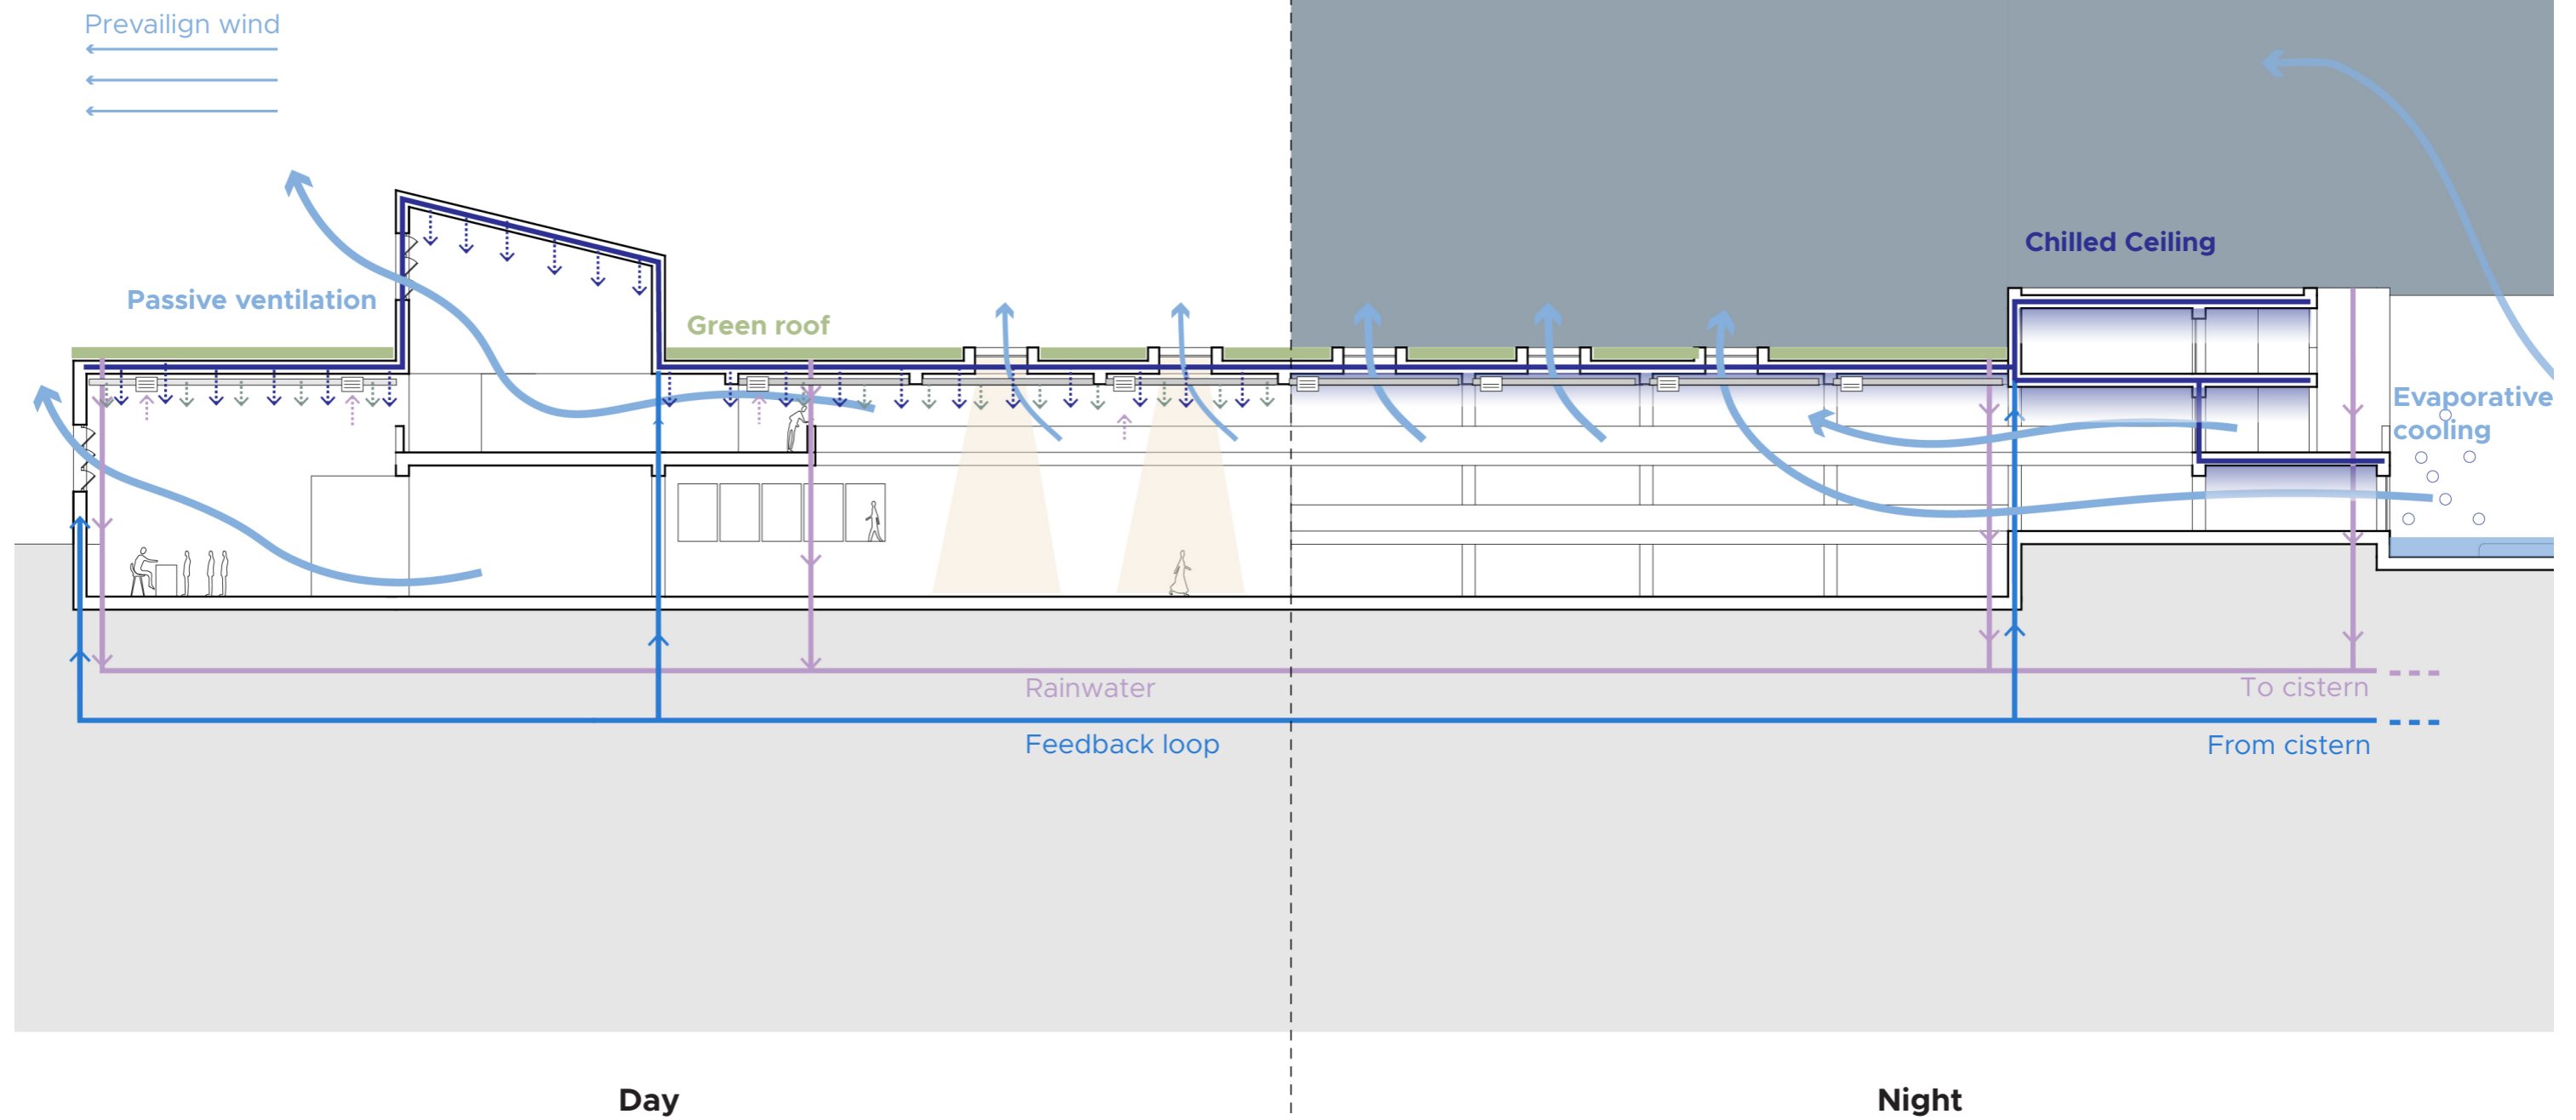 Prevailign wind
Chilled Ceiling
Passive ventilation
Green roof
Evaporative
cooling
Rainwater
To cistern
Feedback loop
From cistern
Day
Night